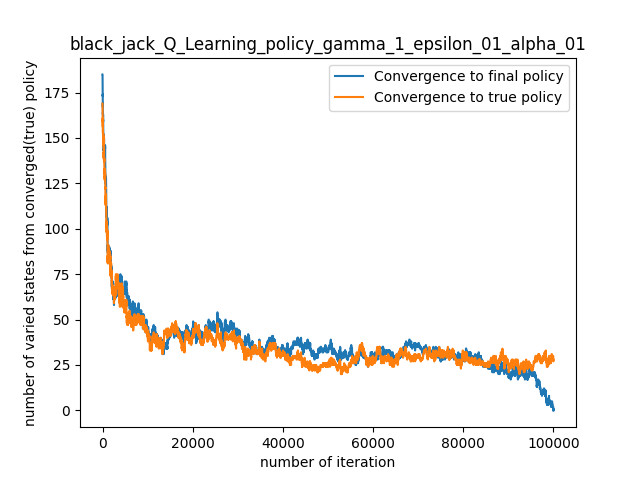 black_jack_Q_Learning_policy_gamma_1_epsilon_01_alpha_01
Convergence to final policy
Convergence to true policy
number of varied states from converged(true) policy
175
150
125
100
75
50
25
0
0
20000
40000
60000
80000
100000
number of iteration